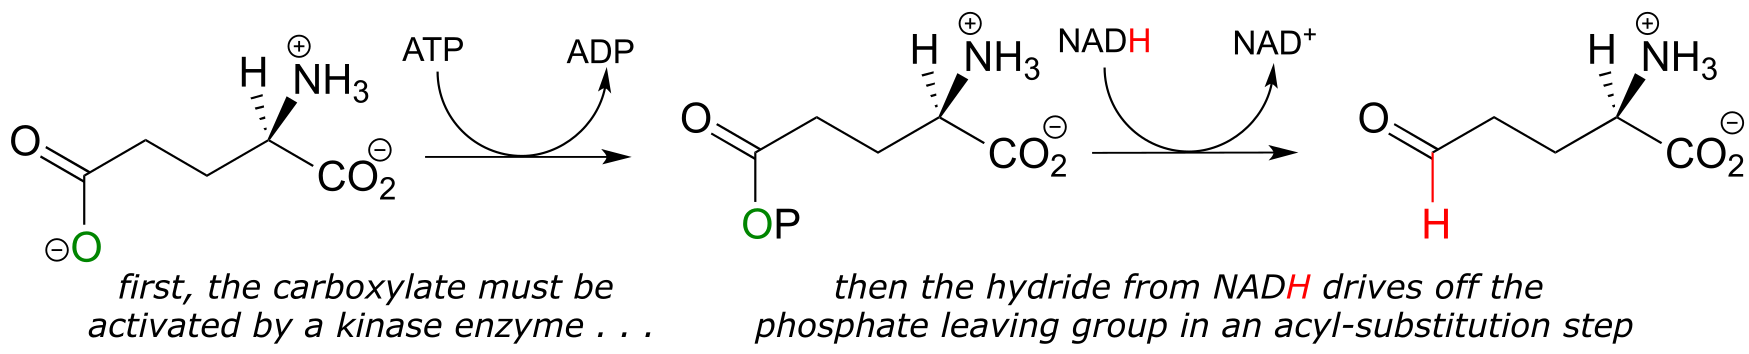 ATP ADP
NADH NAD⁺
H ⊕ NH₃
O
CO₂ ⊖
⊖ O
H ⊕ NH₃
O
CO₂ ⊖
OP
H ⊕ NH₃
O
CO₂ ⊖
H
first, the carboxylate must be
activated by a kinase enzyme . . .
then the hydride from NADH drives off the
phosphate leaving group in an acyl-substitution step